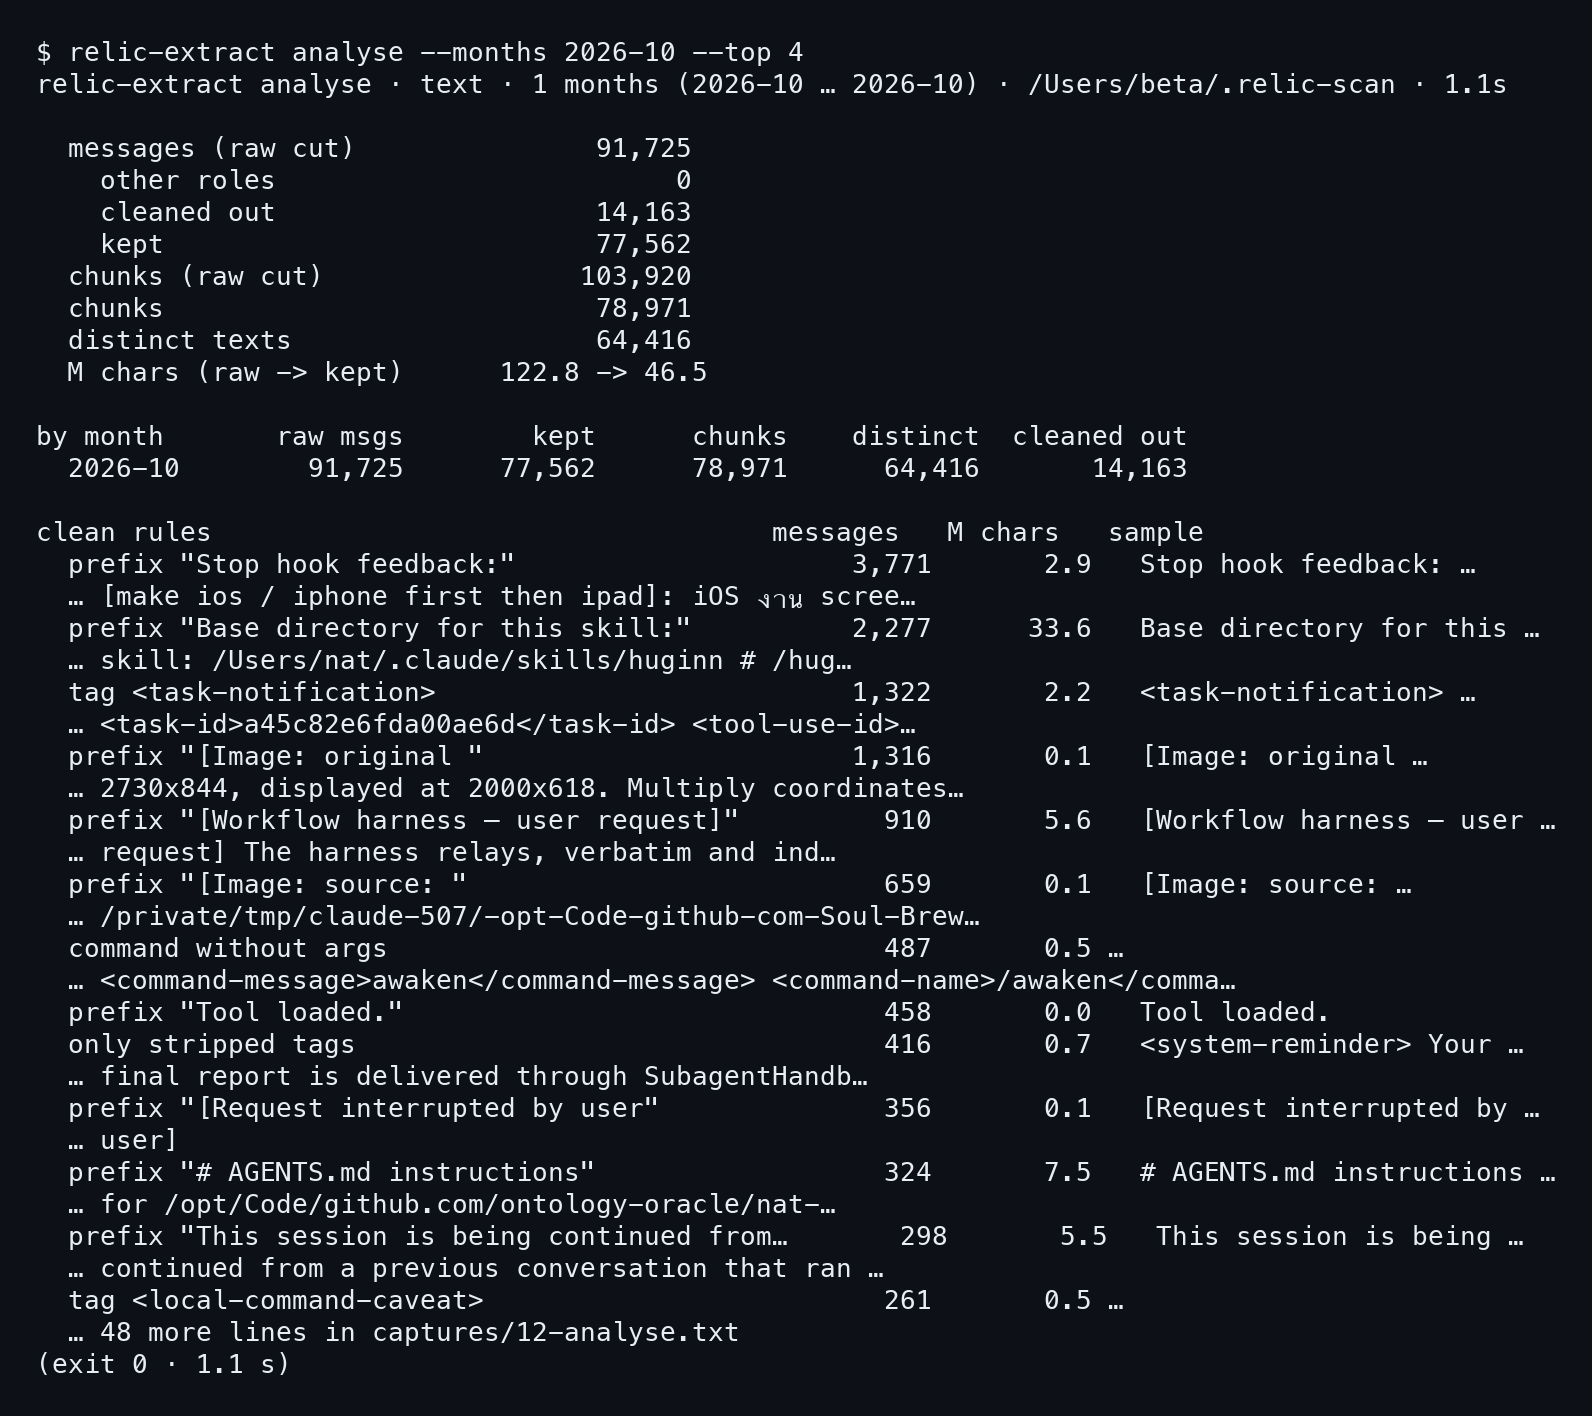 $ relic-extract analyse --months 2026-10 --top 4
relic-extract analyse · text · 1 months (2026-10 … 2026-10) · /Users/beta/.relic-scan · 1.1s
messages (raw cut) 91,725
other roles 0
cleaned out 14,163
kept 77,562
chunks (raw cut) 103,920
chunks 78,971
distinct texts 64,416
M chars (raw -> kept) 122.8 -> 46.5
by month raw msgs kept chunks distinct cleaned out
2026-10 91,725 77,562 78,971 64,416 14,163
clean rules messages M chars sample
prefix "Stop hook feedback:" 3,771 2.9 Stop hook feedback: …
… [make ios / iphone first then ipad]: iOS งาน scree…
prefix "Base directory for this skill:" 2,277 33.6 Base directory for this …
… skill: /Users/nat/.claude/skills/huginn # /hug…
tag <task-notification> 1,322 2.2 <task-notification> …
… <task-id>a45c82e6fda00ae6d</task-id> <tool-use-id>…
prefix "[Image: original " 1,316 0.1 [Image: original …
… 2730x844, displayed at 2000x618. Multiply coordinates…
prefix "[Workflow harness — user request]" 910 5.6 [Workflow harness — user …
… request] The harness relays, verbatim and ind…
prefix "[Image: source: " 659 0.1 [Image: source: …
… /private/tmp/claude-507/-opt-Code-github-com-Soul-Brew…
command without args 487 0.5 …
… <command-message>awaken</command-message> <command-name>/awaken</comma…
prefix "Tool loaded." 458 0.0 Tool loaded.
only stripped tags 416 0.7 <system-reminder> Your …
… final report is delivered through SubagentHandb…
prefix "[Request interrupted by user" 356 0.1 [Request interrupted by …
… user]
prefix "# AGENTS.md instructions" 324 7.5 # AGENTS.md instructions …
… for /opt/Code/github.com/ontology-oracle/nat-…
prefix "This session is being continued from… 298 5.5 This session is being …
… continued from a previous conversation that ran …
tag <local-command-caveat> 261 0.5 …
… 48 more lines in captures/12-analyse.txt
(exit 0 · 1.1 s)